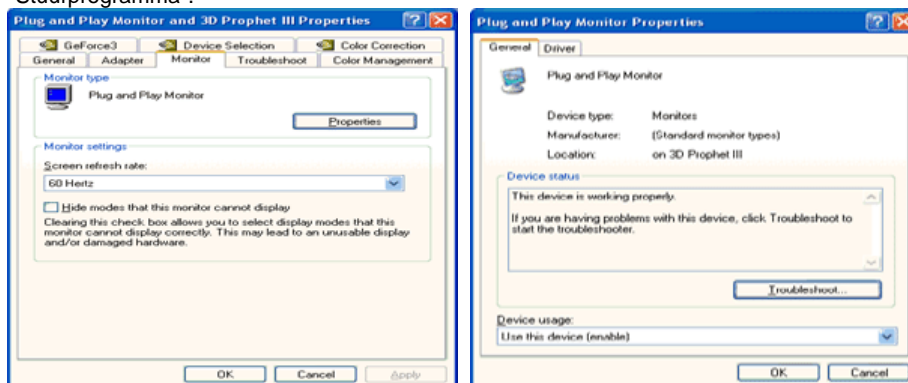 "Stuurprogramma".
Plug and Play Monitor and 3D Prophet III Properties
GeForce3 Device Selection Color Correction
General Adapter Monitor Troubleshoot Color Management
Monitor type
Plug and Play Monitor
Properties
Monitor settings
Screen refresh rate:
60 Hertz
Hide modes that this monitor cannot display
Clearing this check box allows you to select display modes that this
monitor cannot display correctly. This may lead to an unusable display
and/or damaged hardware.
OK Cancel Apply
Plug and Play Monitor Properties
General Driver
Plug and Play Monitor
Device type: Monitors
Manufacturer: (Standard monitor types)
Location: on 3D Prophet III
Device status
This device is working properly.
If you are having problems with this device, click Troubleshoot to
start the troubleshooter.
Troubleshoot...
Device usage:
Use this device (enable)
OK Cancel